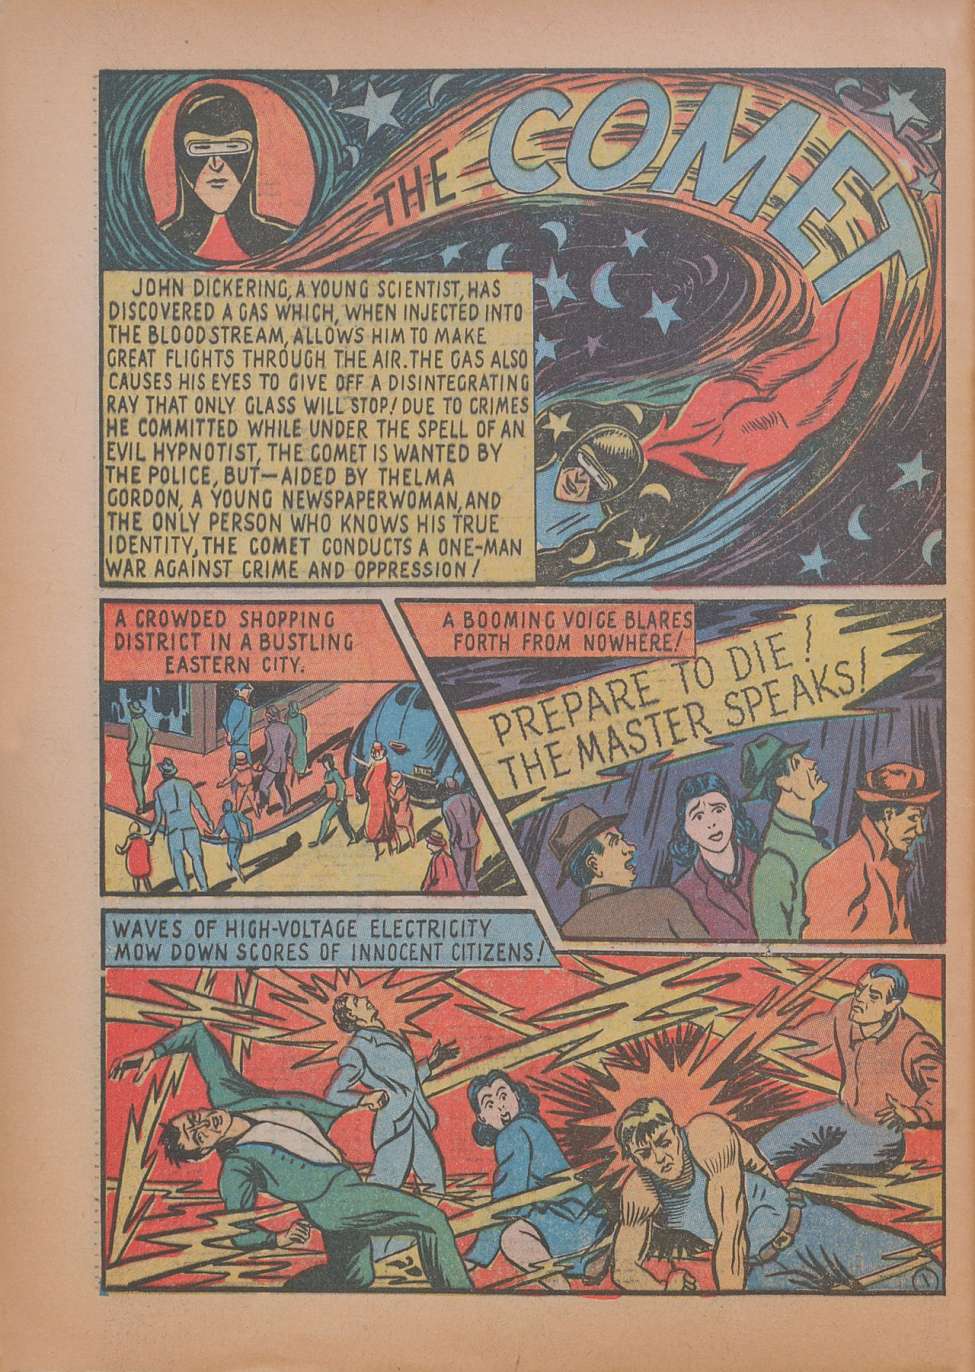 THE COMET
JOHN DICKERING, A YOUNG SCIENTIST, HAS
DISCOVERED A GAS WHICH, WHEN INJECTED INTO
THE BLOODSTREAM, ALLOWS HIM TO MAKE
GREAT FLIGHTS THROUGH THE AIR. THE GAS ALSO
CAUSES HIS EYES TO GIVE OFF A DISINTEGRATING
RAY THAT ONLY GLASS WILL STOP! DUE TO CRIMES
HE COMMITTED WHILE UNDER THE SPELL OF AN
EVIL HYPNOTIST, THE COMET IS WANTED BY
THE POLICE, BUT—AIDED BY THELMA
GORDON, A YOUNG NEWSPAPERWOMAN, AND
THE ONLY PERSON WHO KNOWS HIS TRUE
IDENTITY, THE COMET CONDUCTS A ONE-MAN
WAR AGAINST CRIME AND OPPRESSION!
A CROWDED SHOPPING
DISTRICT IN A BUSTLING
EASTERN CITY.
A BOOMING VOICE BLARES
FORTH FROM NOWHERE!
PREPARE TO DIE!
THE MASTER SPEAKS!
WAVES OF HIGH-VOLTAGE ELECTRICITY
MOW DOWN SCORES OF INNOCENT CITIZENS!
1